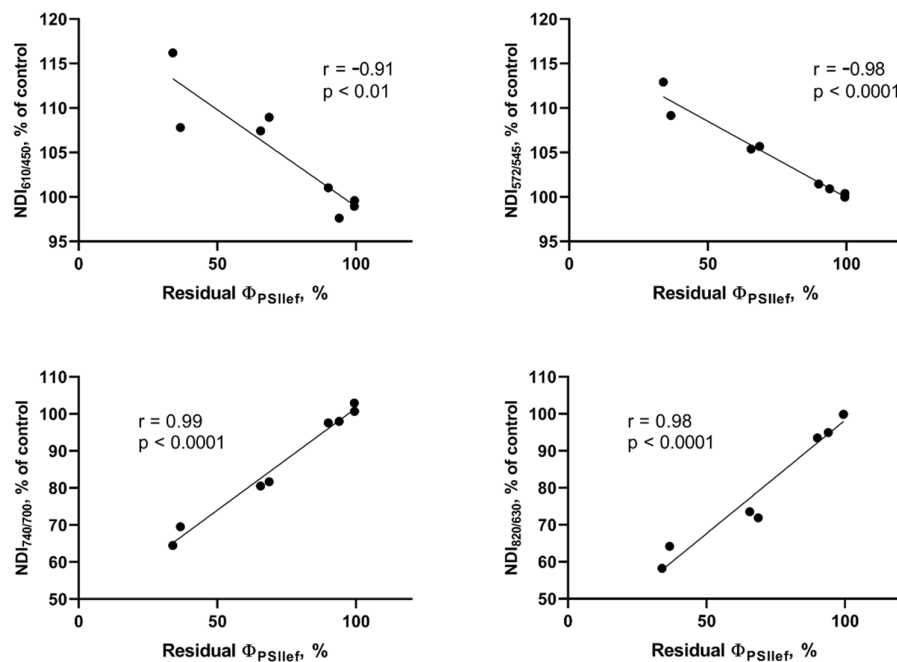 120
115
110
105
100
95
0
50
100
NDI610/450, % of control
r = −0.91
p < 0.01
Residual ΦPSIIef, %
120
115
110
105
100
95
0
50
100
NDI572/545, % of control
r = −0.98
p < 0.0001
Residual ΦPSIIef, %
110
100
90
80
70
60
50
0
50
100
NDI740/700, % of control
r = 0.99
p < 0.0001
Residual ΦPSIIef, %
110
100
90
80
70
60
50
0
50
100
NDI820/630, % of control
r = 0.98
p < 0.0001
Residual ΦPSIIef, %